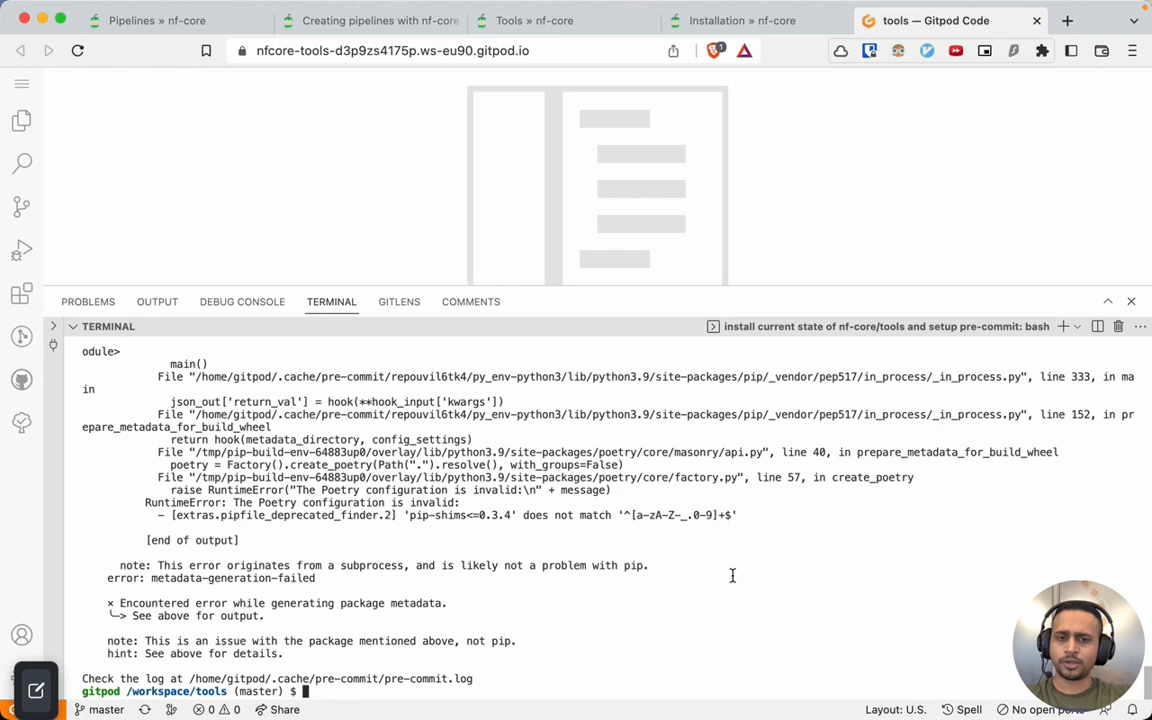 Pipelines » nf-core
Creating pipelines with nf-core
Tools » nf-core
Installation » nf-core
tools — Gitpod Code
nfcore-tools-d3p9zs4175p.ws-eu90.gitpod.io
1
PROBLEMS OUTPUT DEBUG CONSOLE TERMINAL GITLENS COMMENTS
TERMINAL
install current state of nf-core/tools and setup pre-commit: bash
odule>
main()
File "/home/gitpod/.cache/pre-commit/repouvil6tk4/py_env-python3/lib/python3.9/site-packages/pip/_vendor/pep517/in_process/_in_process.py", line 333, in ma
in
json_out['return_val'] = hook(**hook_input['kwargs'])
File "/home/gitpod/.cache/pre-commit/repouvil6tk4/py_env-python3/lib/python3.9/site-packages/pip/_vendor/pep517/in_process/_in_process.py", line 152, in pr
epare_metadata_for_build_wheel
return hook(metadata_directory, config_settings)
File "/tmp/pip-build-env-64883up0/overlay/lib/python3.9/site-packages/poetry/core/masonry/api.py", line 40, in prepare_metadata_for_build_wheel
poetry = Factory().create_poetry(Path(".").resolve(), with_groups=False)
File "/tmp/pip-build-env-64883up0/overlay/lib/python3.9/site-packages/poetry/core/factory.py", line 57, in create_poetry
raise RuntimeError("The Poetry configuration is invalid:\n" + message)
RuntimeError: The Poetry configuration is invalid:
- [extras.pipfile_deprecated_finder.2] 'pip-shims<=0.3.4' does not match '^[a-zA-Z-_.0-9]+$'
[end of output]
note: This error originates from a subprocess, and is likely not a problem with pip.
error: metadata-generation-failed
× Encountered error while generating package metadata.
╰─> See above for output.
note: This is an issue with the package mentioned above, not pip.
hint: See above for details.
Check the log at /home/gitpod/.cache/pre-commit/pre-commit.log
gitpod /workspace/tools (master) $
master 0 0 Share Layout: U.S. Spell No open